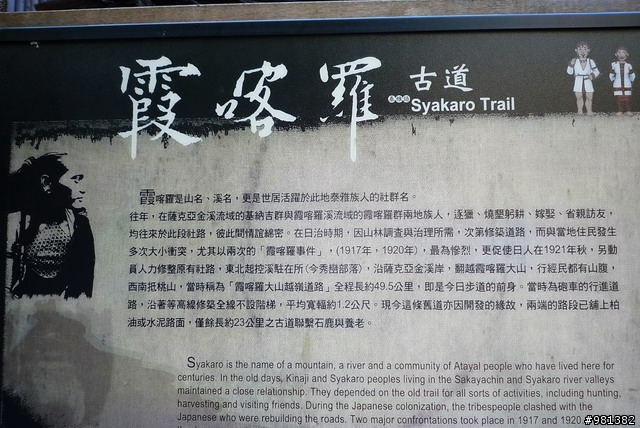 霞喀羅 古道
Syakaro Trail
霞喀羅是山名、溪名,更是世居活躍於此地泰雅族人的社群名。
往年,在薩克亞金溪流域的基納吉群與霞喀羅溪流域的霞喀羅群兩地族人,逐獵、燒墾躬耕、嫁娶、省親訪友,
均往來於此段社路,彼此間情誼綿密。在日治時期,因山林調查與治理所需,次第修築道路,而與當地住民發生
多次大小衝突,尤其以兩次的「霞喀羅事件」,(1917年,1920年),最為慘烈,更促使日人在1921年秋,另動
員人力修整原有社路,東北起控溪駐在所(今秀巒部落),沿薩克亞金溪岸,翻越霞喀羅大山,行經民都有山腹,
西南抵桃山,當時稱為「霞喀羅大山越嶺道路」全程長約49.5公里,即是今日步道的前身。當時為砲車的行進道
路,沿著等高線修築全線不設階梯,平均寬幅約1.2公尺。現今這條舊道亦因開發的緣故,兩端的路段已舖上柏
油或水泥路面,僅餘長約23公里之古道聯繫石鹿與養老。
Syakaro is the name of a mountain, a river and a community of Atayal people who have lived here for
centuries. In the old days, Kinaji and Syakaro peoples living in the Sakayachin and Syakaro river valleys
maintained a close relationship. They depended on the old trail for all sorts of activities, including hunting,
harvesting and visiting friends. During the Japanese colonization, the tribespeople clashed with the
Japanese who were rebuilding the roads. Two major confrontations took place in 1917 and 1920
#981382